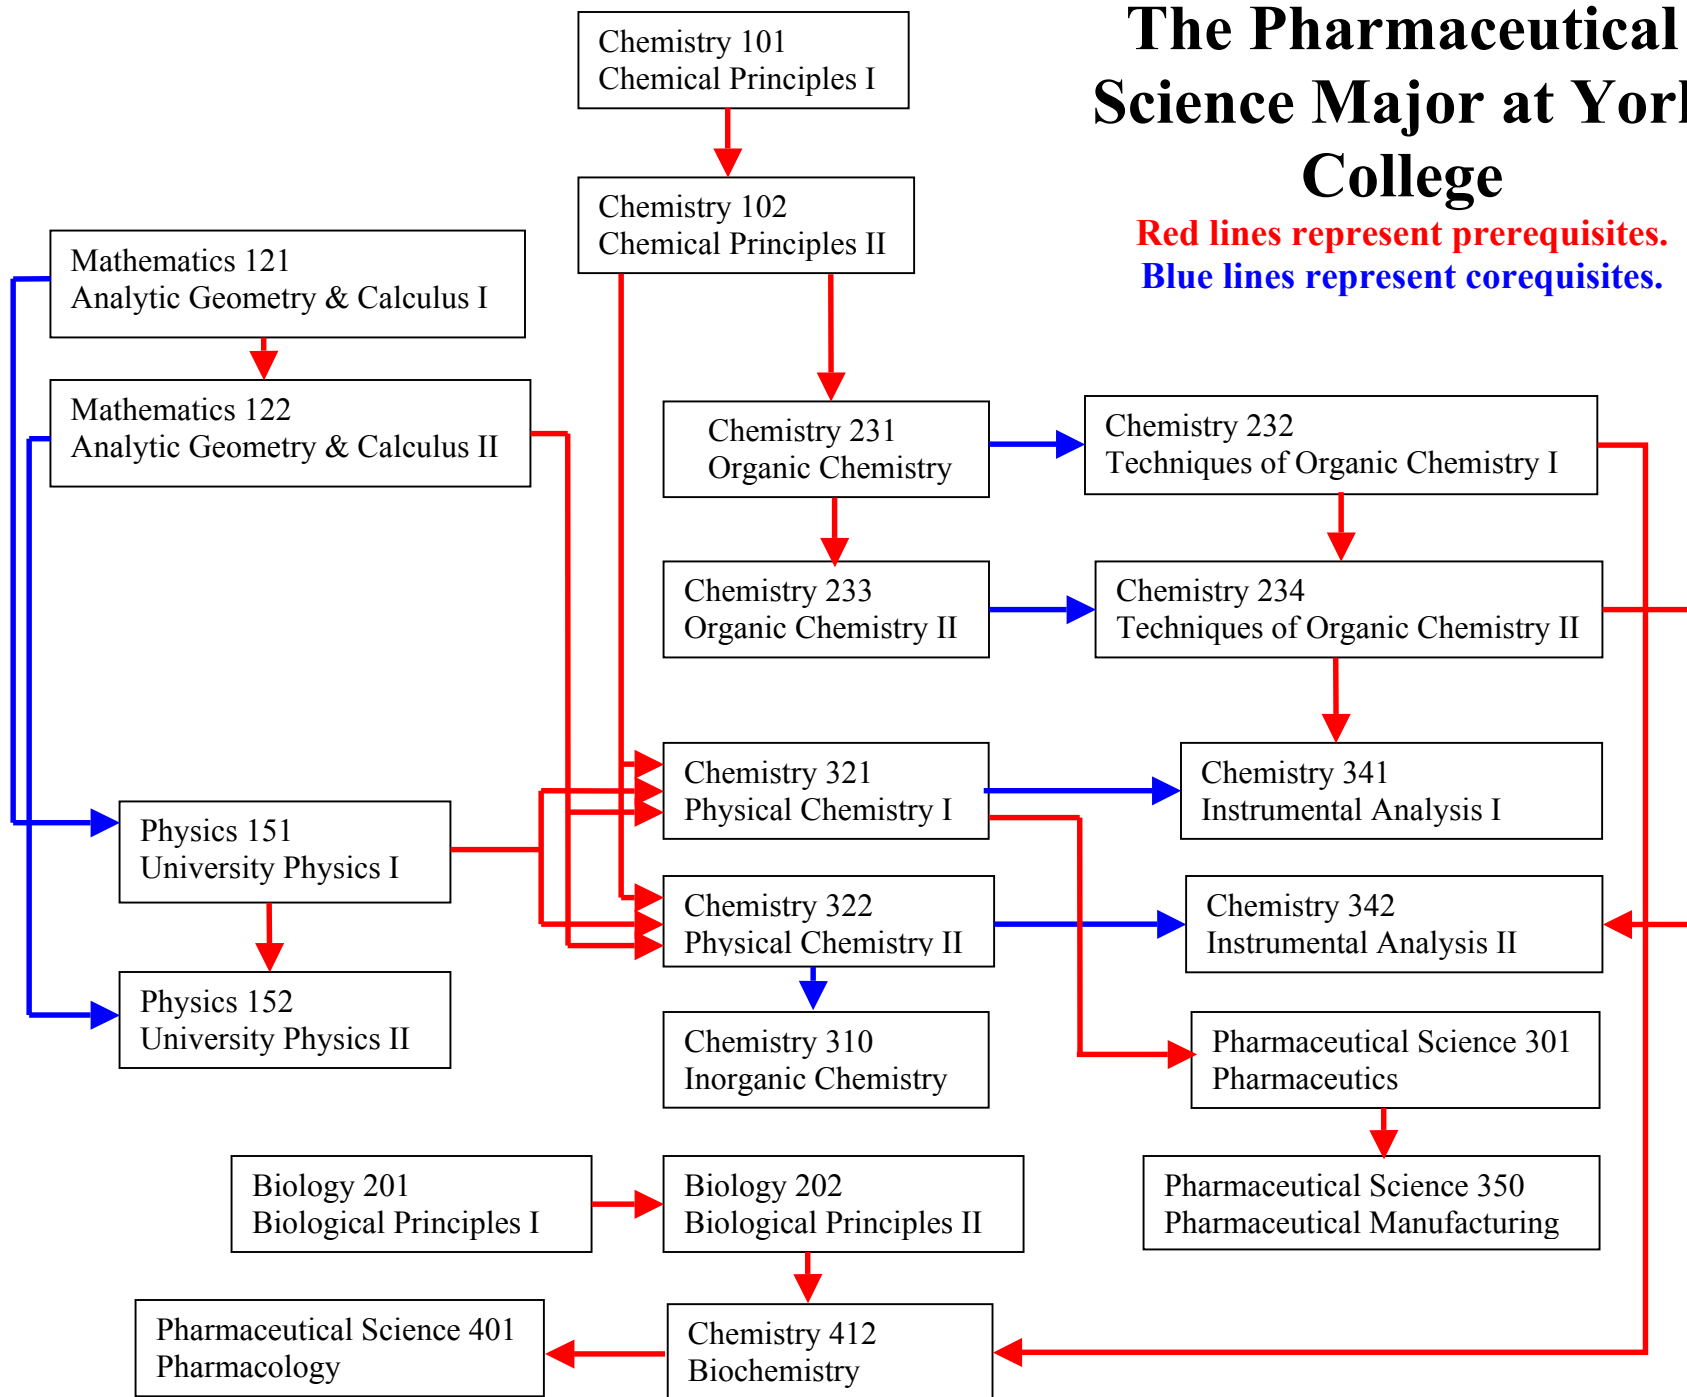 The Pharmaceutical
Science Major at York
College
Red lines represent prerequisites.
Blue lines represent corequisites.
Chemistry 101
Chemical Principles I
Chemistry 102
Chemical Principles II
Mathematics 121
Analytic Geometry & Calculus I
Mathematics 122
Analytic Geometry & Calculus II
Chemistry 231
Organic Chemistry
Chemistry 232
Techniques of Organic Chemistry I
Chemistry 233
Organic Chemistry II
Chemistry 234
Techniques of Organic Chemistry II
Chemistry 321
Physical Chemistry I
Chemistry 341
Instrumental Analysis I
Physics 151
University Physics I
Chemistry 322
Physical Chemistry II
Chemistry 342
Instrumental Analysis II
Physics 152
University Physics II
Chemistry 310
Inorganic Chemistry
Pharmaceutical Science 301
Pharmaceutics
Biology 201
Biological Principles I
Biology 202
Biological Principles II
Pharmaceutical Science 350
Pharmaceutical Manufacturing
Pharmaceutical Science 401
Pharmacology
Chemistry 412
Biochemistry